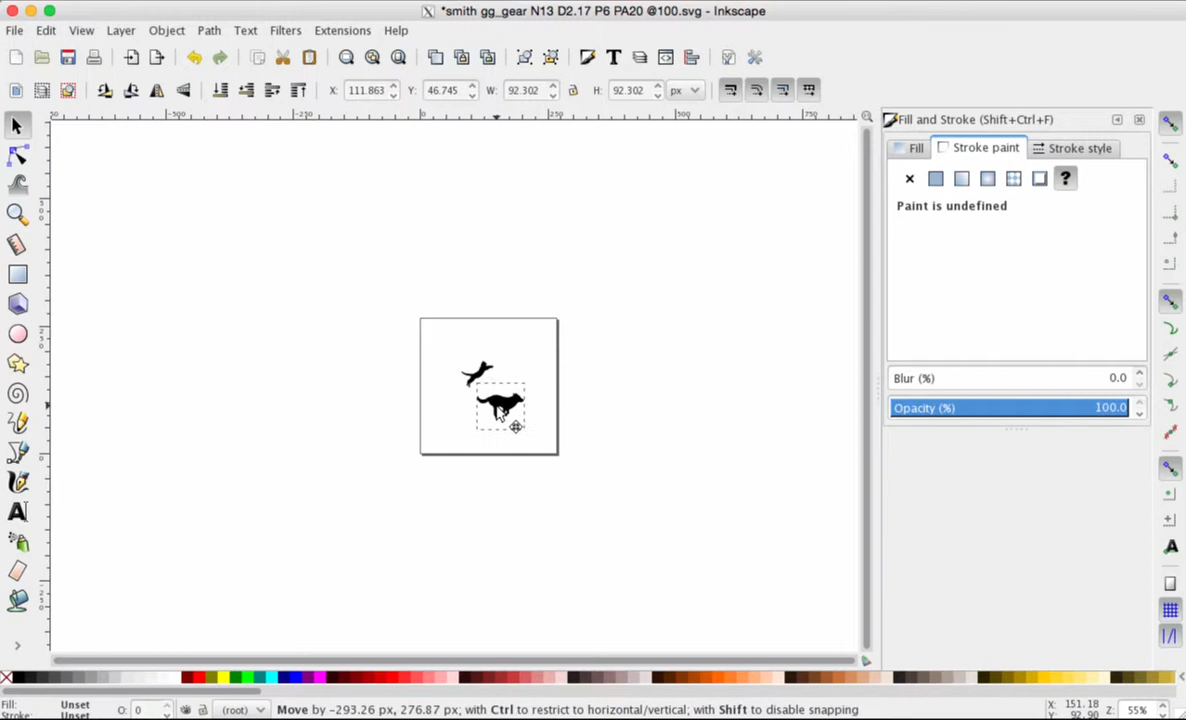 *smith gg_gear N13 D2.17 P6 PA20 @100.svg - Inkscape
File Edit View Layer Object Path Text Filters Extensions Help
X: 111.863 Y: 46.745 W: 92.302 H: 92.302 px
Fill and Stroke (Shift+Ctrl+F)
Fill Stroke paint Stroke style
Paint is undefined
Blur (%) 0.0
Opacity (%) 100.0
Fill: Unset
Stroke: Unset
O: 0 (root) Move by -293.26 px, 276.87 px; with Ctrl to restrict to horizontal/vertical; with Shift to disable snapping
X: 151.18
Y: 92.90
Z: 55%